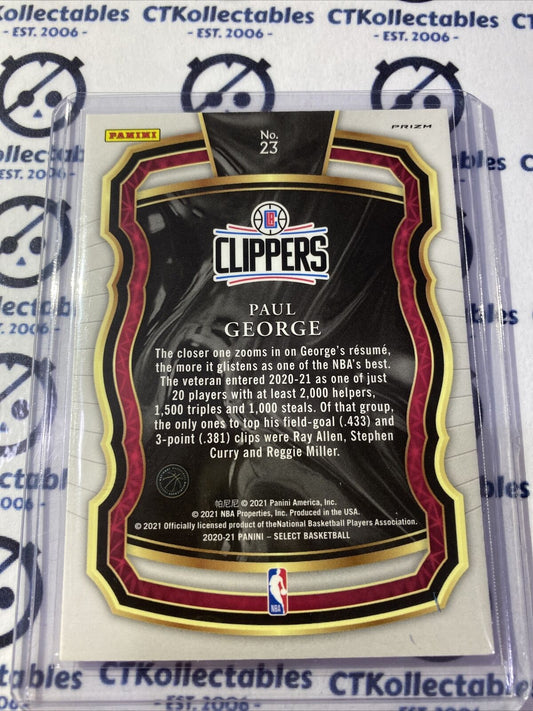 CTKollectables CTKollectables
- EST. 2006 - - EST. 2006 -
PANINI
No.
23
PRIZM
CLIPPERS
PAUL
GEORGE
The closer one zooms in on George's résumé,
the more it glistens as one of the NBA's best.
The veteran entered 2020-21 as one of just
20 players with at least 2,000 helpers,
1,500 triples and 1,000 steals. Of that group,
the only ones to top his field-goal (.433) and
3-point (.381) clips were Ray Allen, Stephen
Curry and Reggie Miller.
帕尼尼 © 2021 Panini America, Inc.
© 2021 NBA Properties, Inc. Produced in the USA.
© 2021 Officially licensed product of theNational Basketball Players Association.
2020-21 PANINI – SELECT BASKETBALL
NBA
CTKollectables
- EST. 2006 -